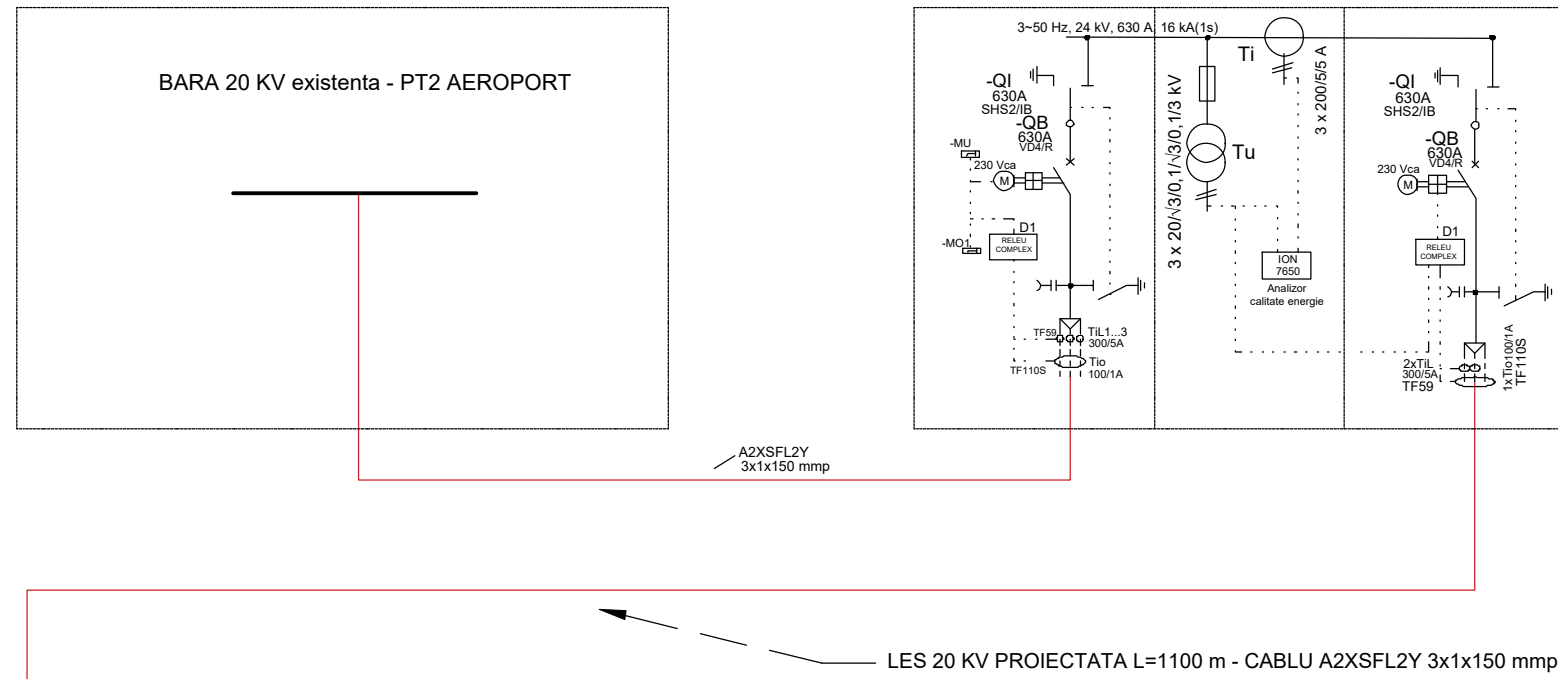 BARA 20 KV existenta - PT2 AEROPORT
3~50 Hz, 24 kV, 630 A, 16 kA(1s)
-QI
630A
SHS2/IB
-QB
630A
VD4/R
-MU
230 Vca
M
-MO1
D1
RELEU
COMPLEX
TF59
TiL1...3
300/5A
TF110S
Tio
100/1A
Ti
3 x 200/5/5 A
3 x 20/√3/0,1/√3/0,1/3 kV
Tu
ION
7650
Analizor
calitate energie
-QI
630A
SHS2/IB
-QB
630A
VD4/R
230 Vca
M
D1
RELEU
COMPLEX
2xTiL
300/5A
TF59
1xTio100/1A
TF110S
A2XSFL2Y
3x1x150 mmp
LES 20 KV PROIECTATA L=1100 m - CABLU A2XSFL2Y 3x1x150 mmp